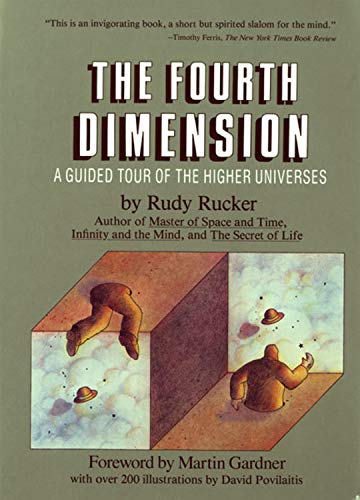 "This is an invigorating book, a short but spirited slalom for the mind."
--Timothy Ferris, The New York Times Book Review
THE FOURTH
DIMENSION
A GUIDED TOUR OF THE HIGHER UNIVERSES
by Rudy Rucker
Author of Master of Space and Time,
Infinity and the Mind, and The Secret of Life
Foreword by Martin Gardner
with over 200 illustrations by David Povilaitis